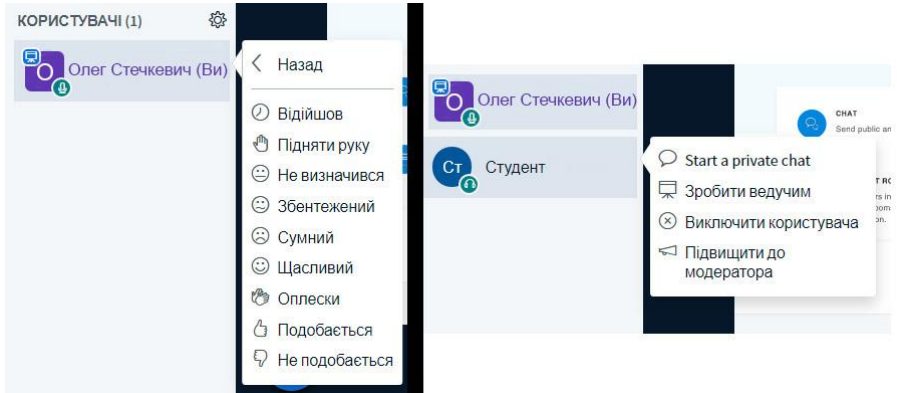 КОРИСТУВАЧІ (1)
О
Олег Стечкевич (Ви)
Назад
Відійшов
Підняти руку
Не визначився
Збентежений
Сумний
Щасливий
Оплески
Подобається
Не подобається
О
Олег Стечкевич (Ви)
Ст
Студент
Start a private chat
Зробити ведучим
Виключити користувача
Підвищити до
модератора
CHAT
Send public an